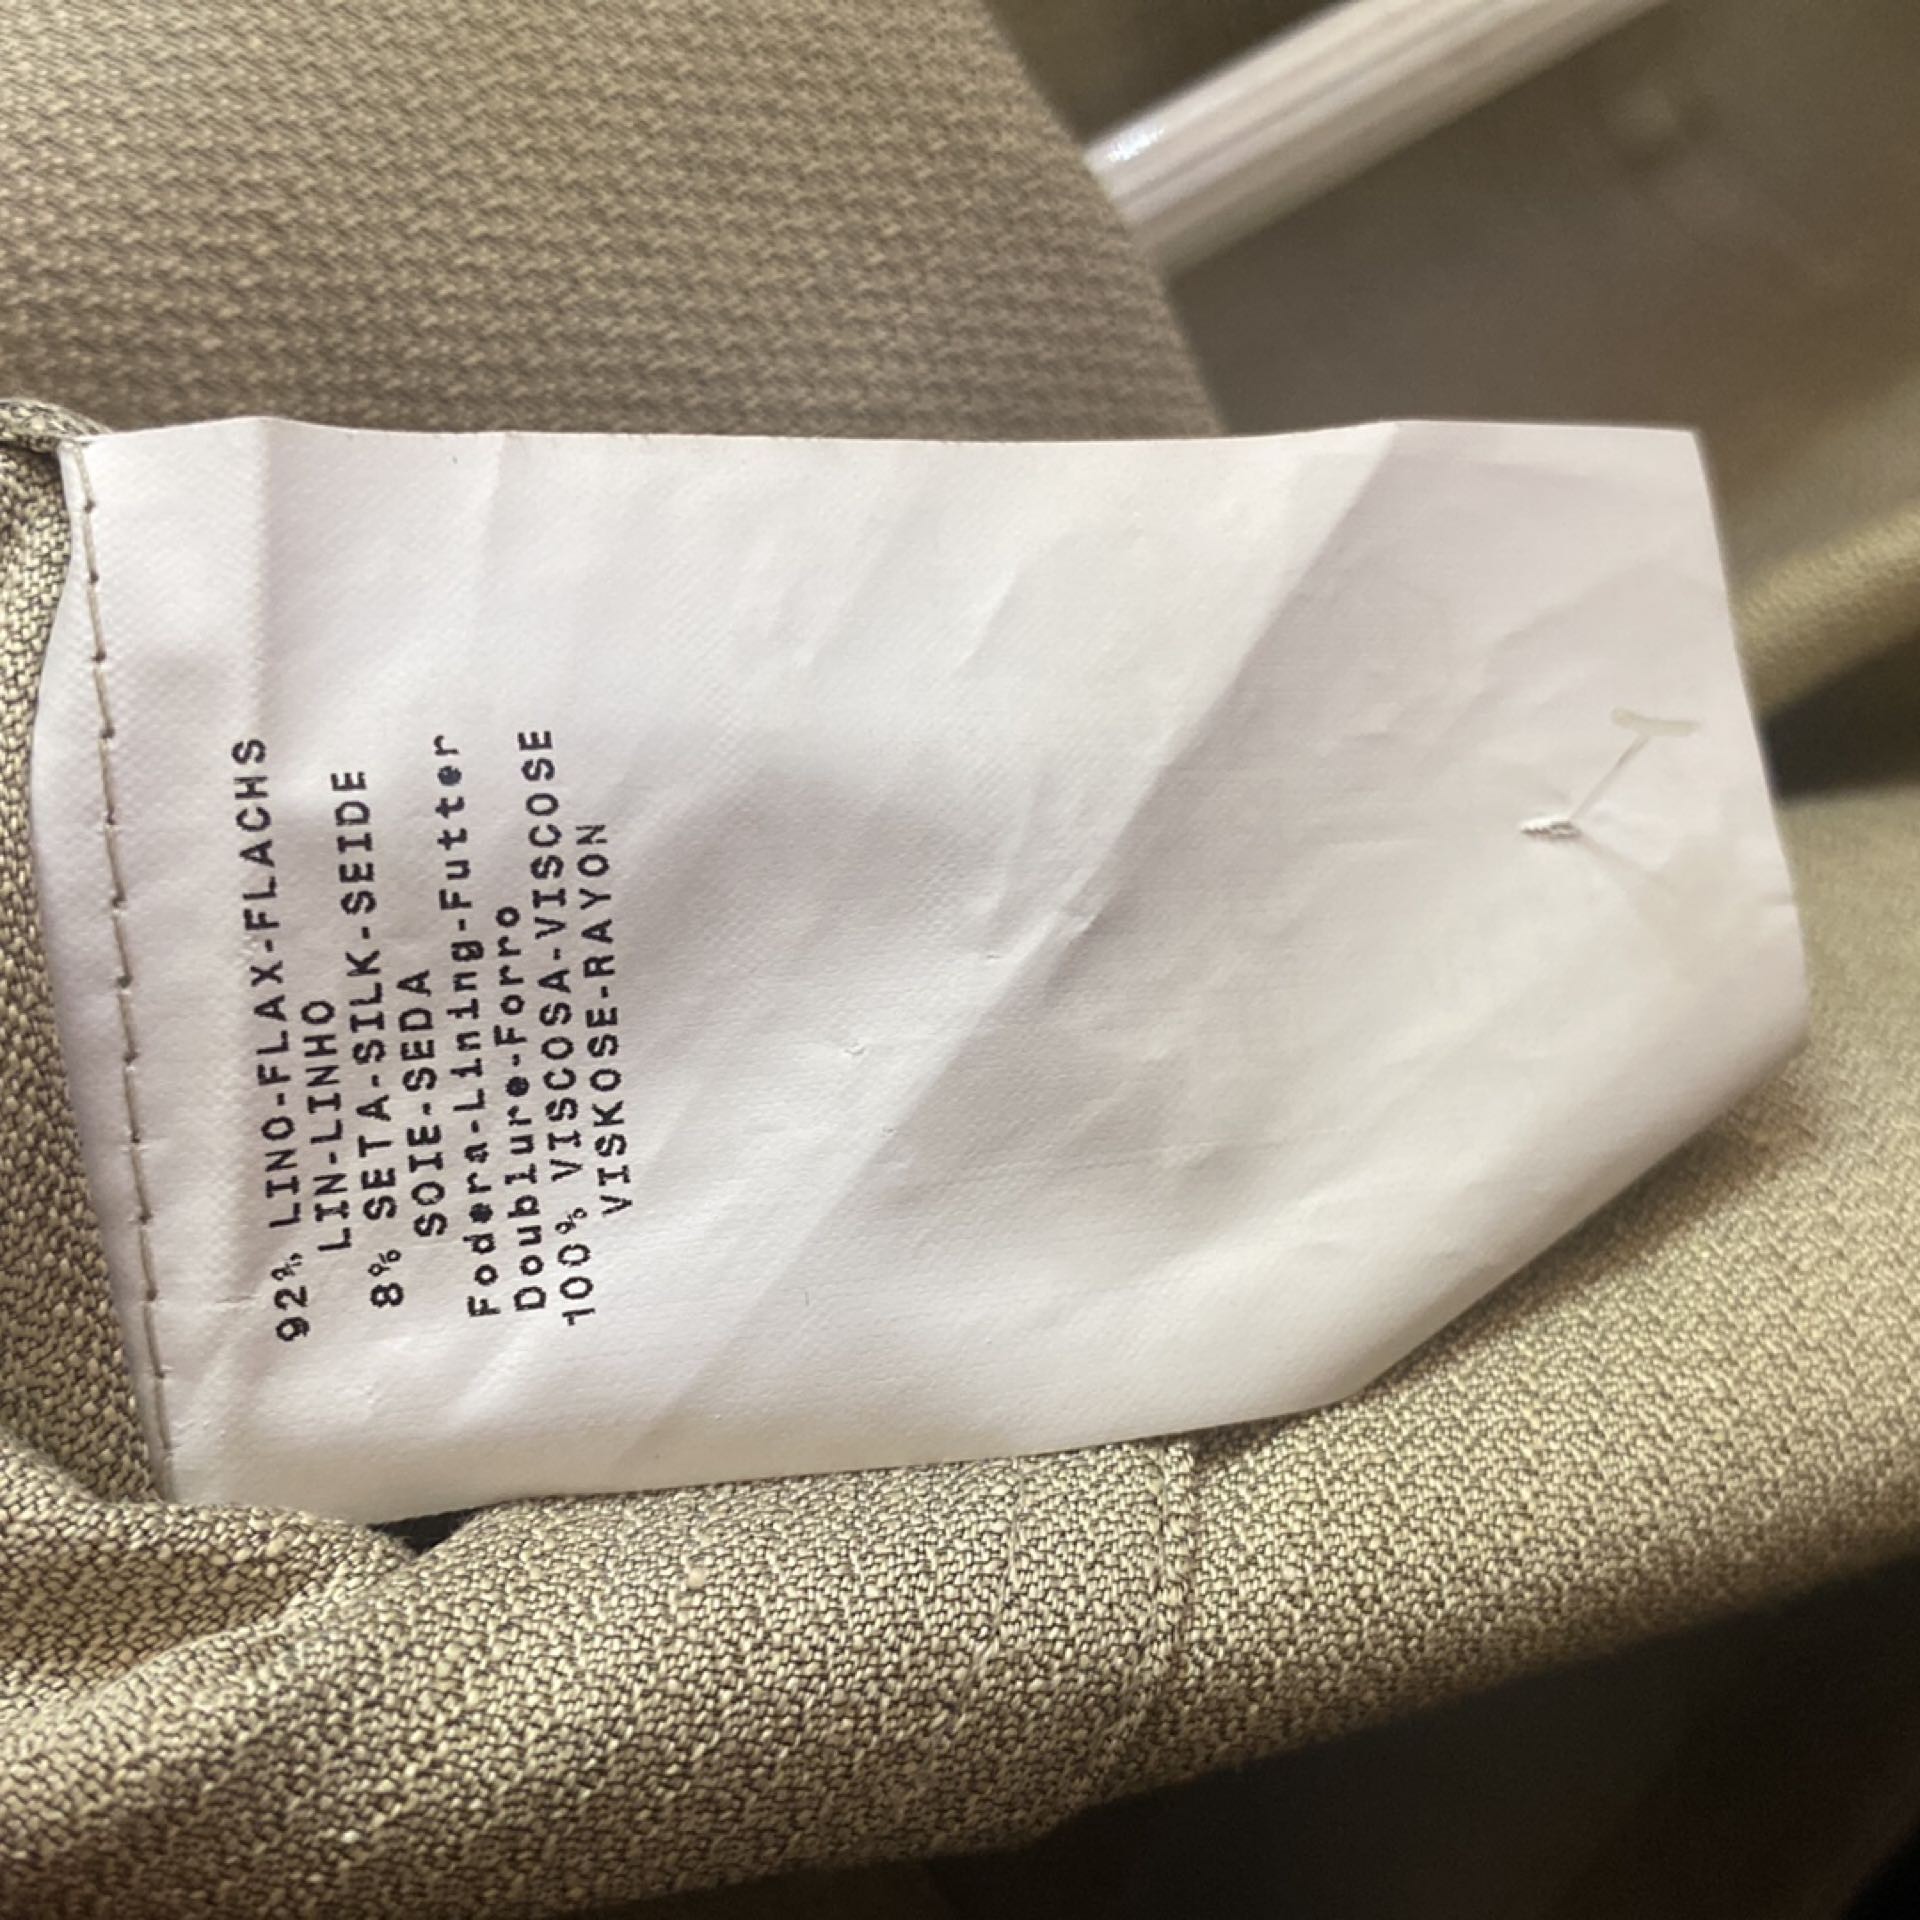 92% LINO-FLAX-FLACHS
LIN-LINHO
8% SETA-SILK-SEIDE
SOIE-SEDA
Fodera-Lining-Futter
Doublure-Forro
100% VISCOSA-VISCOSE
VISKOSE-RAYON